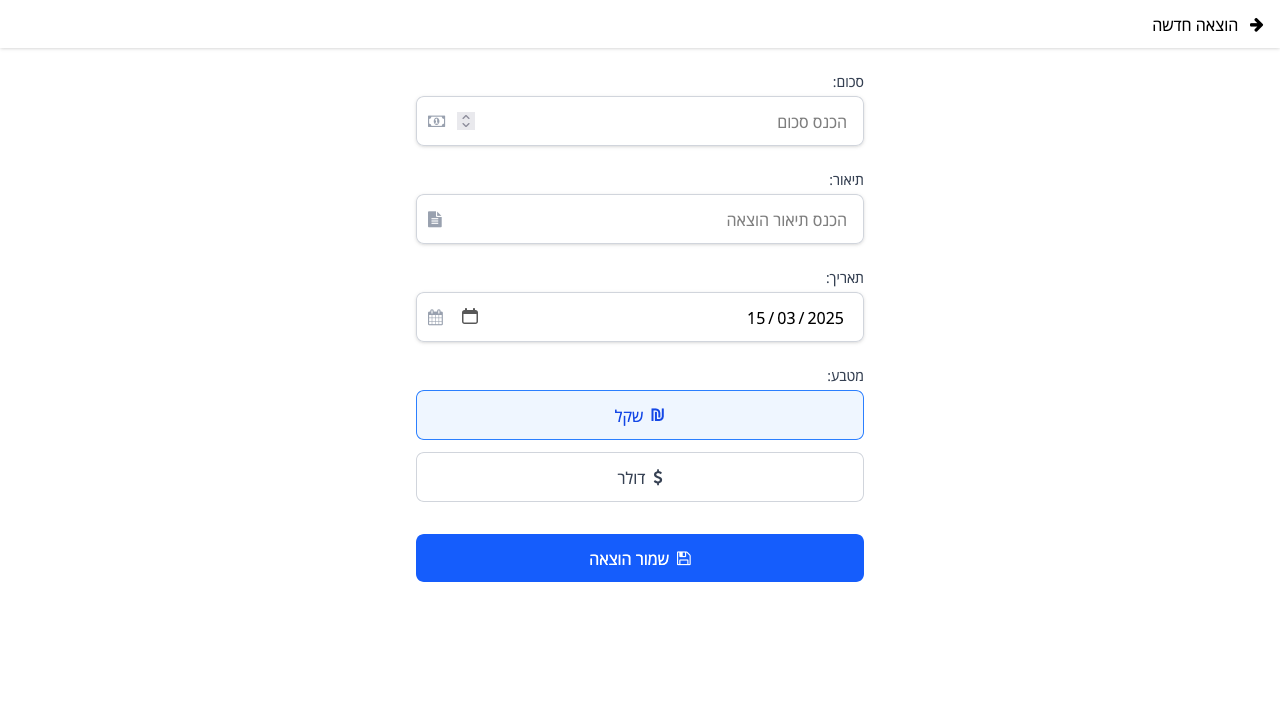 הוצאה חדשה
סכום:
הכנס סכום
תיאור:
הכנס תיאור הוצאה
תאריך:
15/03/2025
מטבע:
₪ שקל
$ דולר
שמור הוצאה